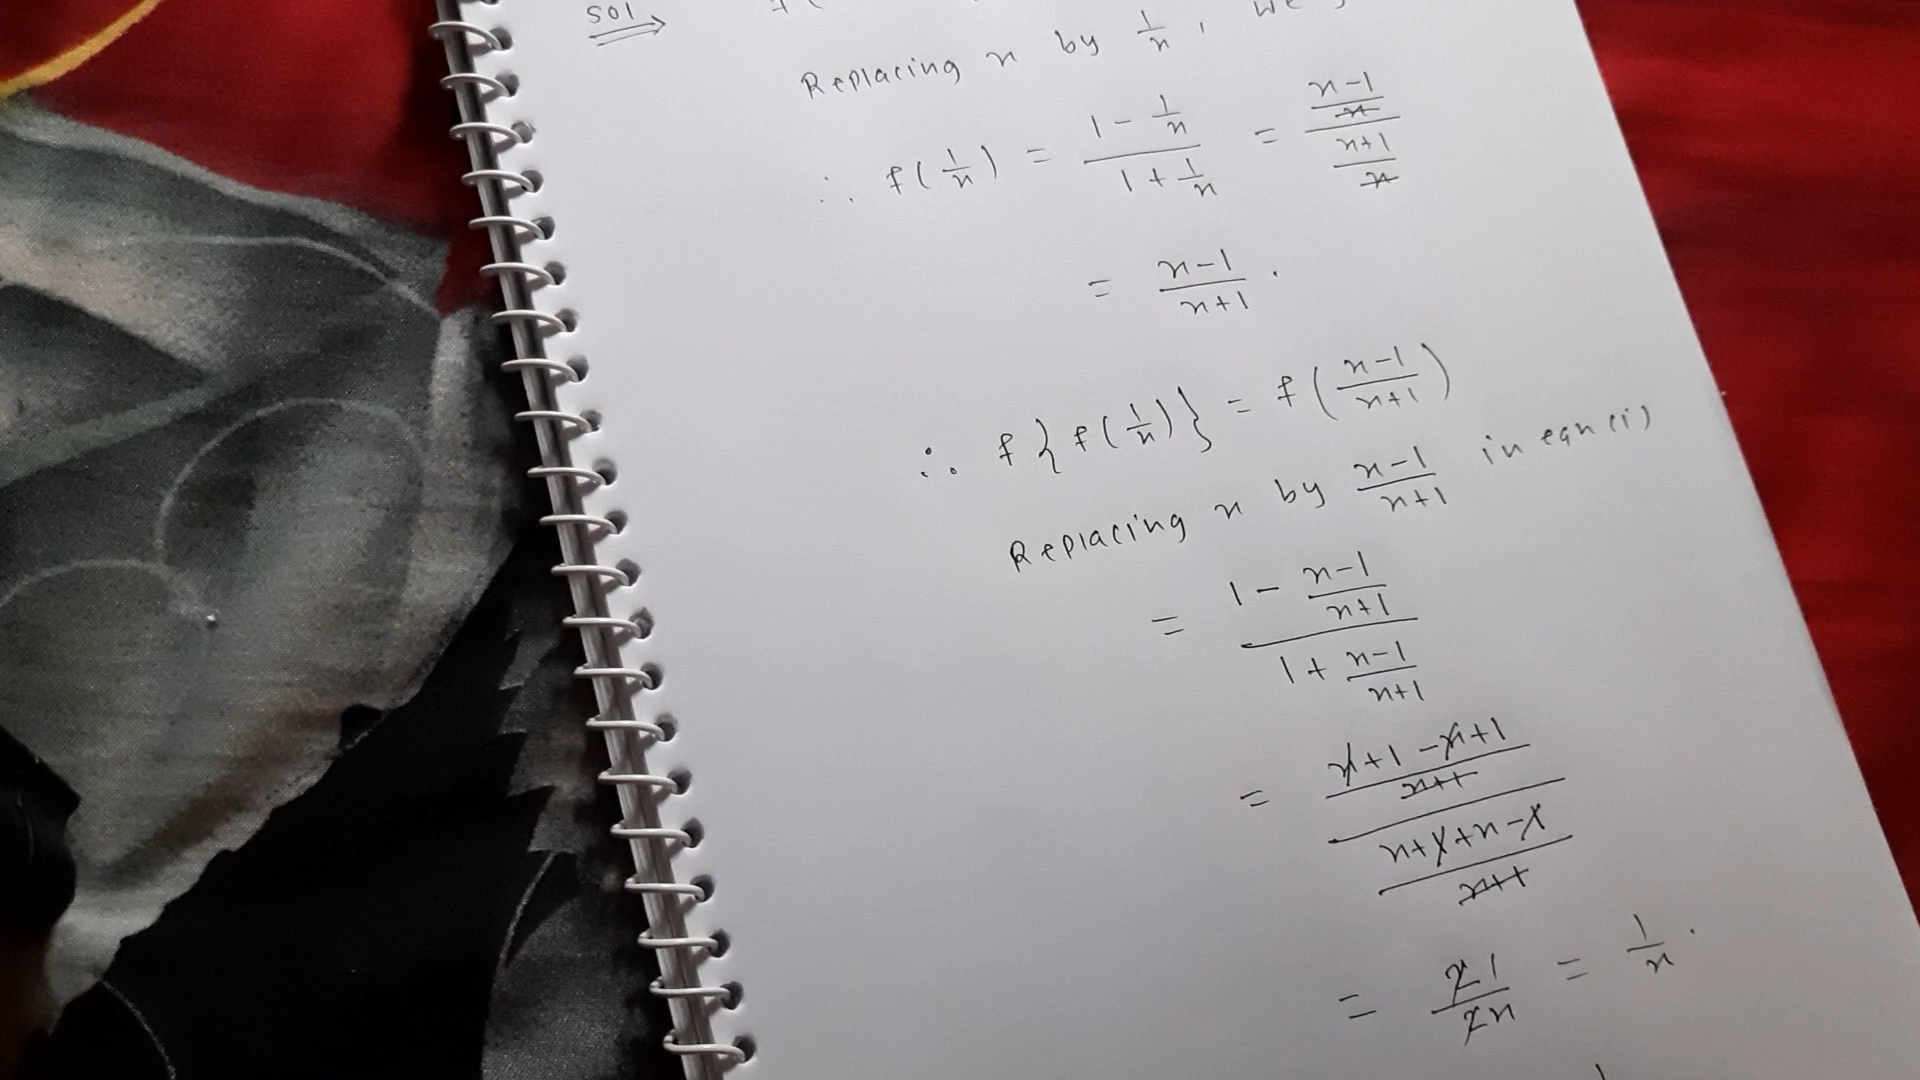 Sol
Replacing x by 1/x, we
∴ f(1/x) = (1 - 1/x)/(1 + 1/x) = ((x-1)/x)/((x+1)/x)
= (x-1)/(x+1).
∴ f{f(1/x)} = f((x-1)/(x+1))
Replacing x by (x-1)/(x+1) in eqn (i)
= (1 - (x-1)/(x+1))/(1 + (x-1)/(x+1))
= ((x+1-x+1)/(x+1))/((x+1+x-1)/(x+1))
= 2 1/2x = 1/x.